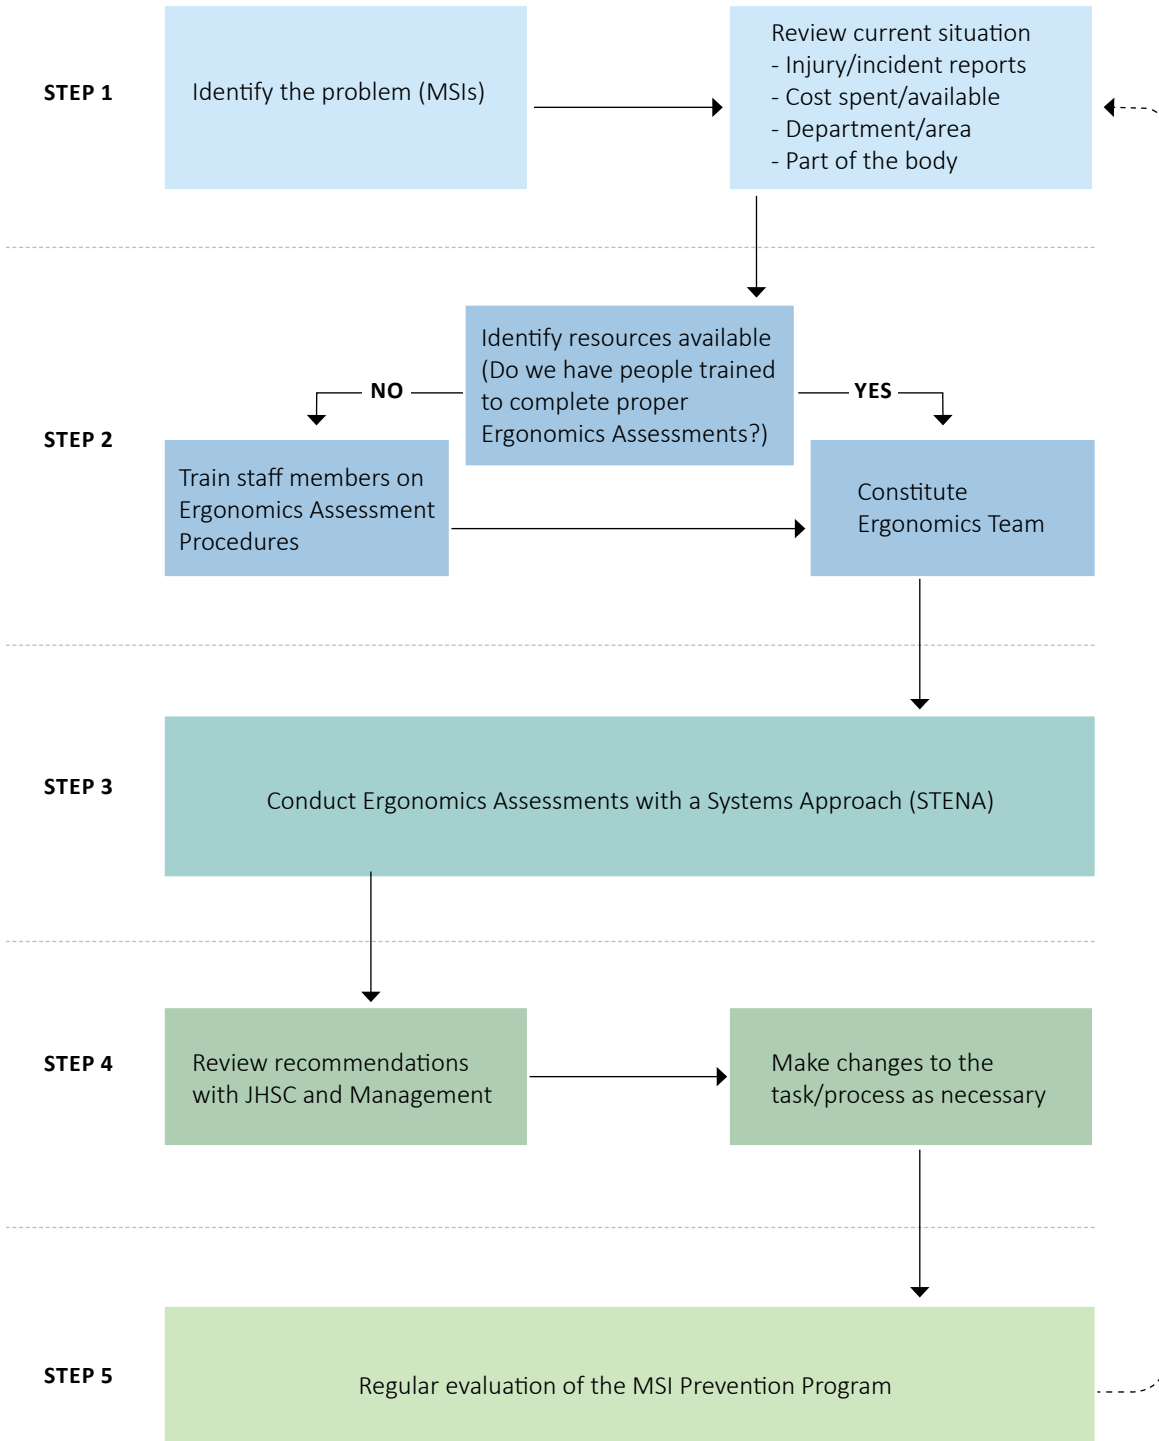 STEP 1
Identify the problem (MSIs)
Review current situation
- Injury/incident reports
- Cost spent/available
- Department/area
- Part of the body
STEP 2
Identify resources available
(Do we have people trained
to complete proper
Ergonomics Assessments?)
NO
YES
Train staff members on
Ergonomics Assessment
Procedures
Constitute
Ergonomics Team
STEP 3
Conduct Ergonomics Assessments with a Systems Approach (STENA)
STEP 4
Review recommendations
with JHSC and Management
Make changes to the
task/process as necessary
STEP 5
Regular evaluation of the MSI Prevention Program